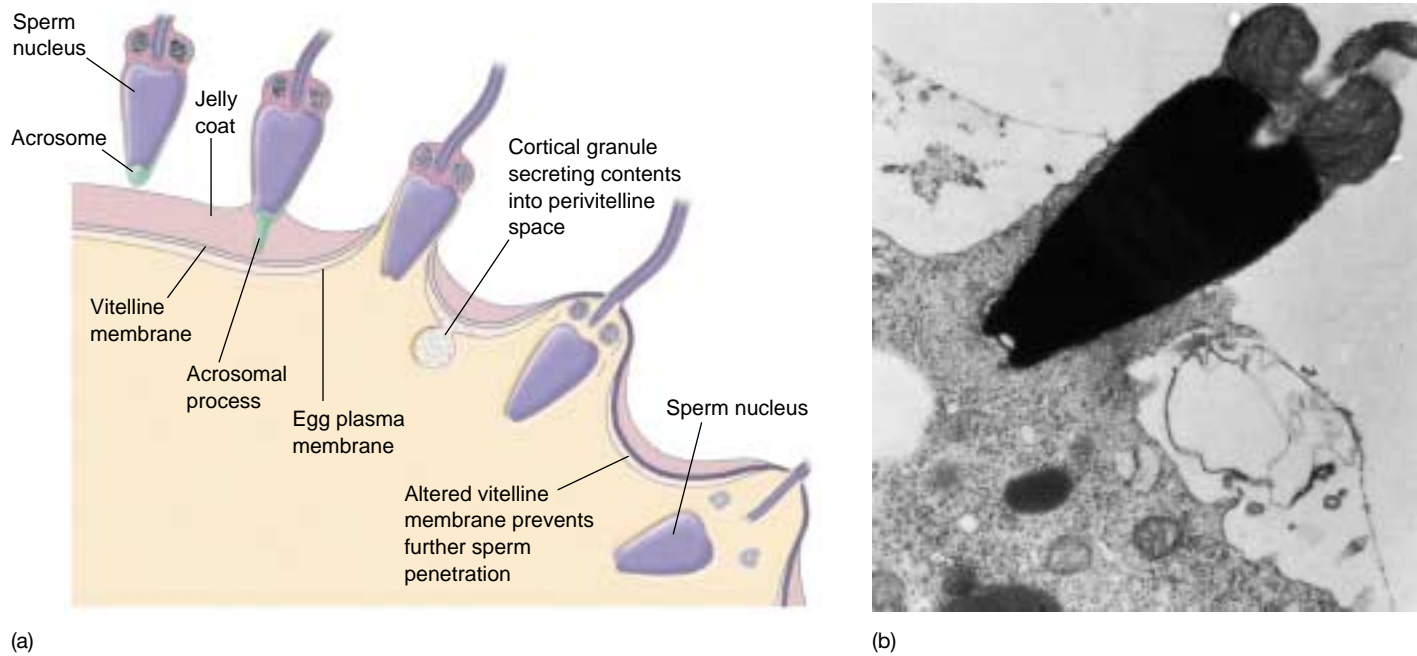 Sperm
nucleus
Acrosome
Jelly
coat
Cortical granule
secreting contents
into perivitelline
space
Vitelline
membrane
Acrosomal
process
Egg plasma
membrane
Sperm nucleus
Altered vitelline
membrane prevents
further sperm
penetration
(a)
(b)